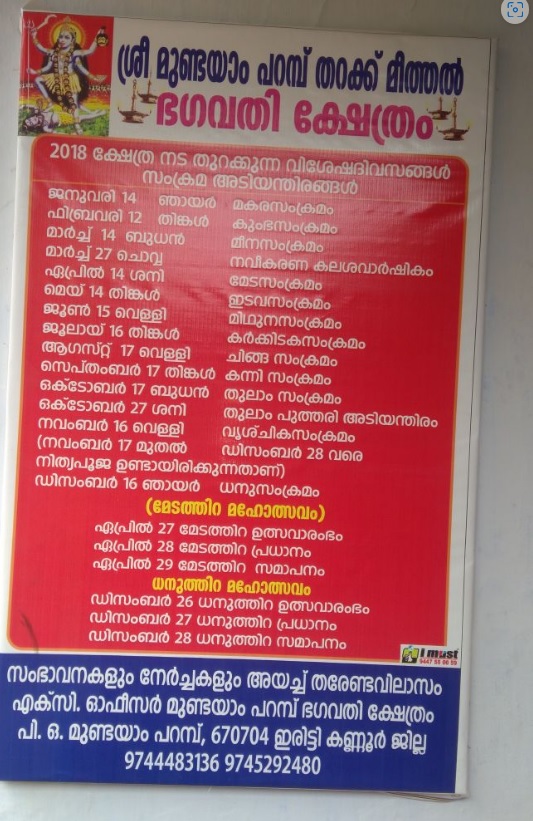 ശ്രീ മുണ്ടയാം പറമ്പ് തറക്ക് മീത്തൽ
ഭഗവതി ക്ഷേത്രം
2018 ക്ഷേത്ര നട തുറക്കുന്ന വിശേഷദിവസങ്ങൾ
സംക്രമ അടിയന്തിരങ്ങൾ
ജനുവരി 14 ഞായർ മകരസംക്രമം
ഫിബ്രവരി 12 തിങ്കൾ കുംഭസംക്രമം
മാർച്ച് 14 ബുധൻ മീനസംക്രമം
മാർച്ച് 27 ചൊവ്വ നവീകരണ കലശവാർഷികം
ഏപ്രിൽ 14 ശനി മേടസംക്രമം
മെയ് 14 തിങ്കൾ ഇടവസംക്രമം
ജൂൺ 15 വെള്ളി മിഥുനസംക്രമം
ജൂലായ് 16 തിങ്കൾ കർക്കിടകസംക്രമം
ആഗസ്റ്റ് 17 വെള്ളി ചിങ്ങ സംക്രമം
സെപ്തംബർ 17 തിങ്കൾ കന്നി സംക്രമം
ഒക്ടോബർ 17 ബുധൻ തുലാം സംക്രമം
ഒക്ടോബർ 27 ശനി തുലാം പുത്തരി അടിയന്തിരം
നവംബർ 16 വെള്ളി വൃശ്ചികസംക്രമം
(നവംബർ 17 മുതൽ ഡിസംബർ 28 വരെ
നിത്യപൂജ ഉണ്ടായിരിക്കുന്നതാണ്)
ഡിസംബർ 16 ഞായർ ധനുസംക്രമം
(മേടത്തിറ മഹോത്സവം)
ഏപ്രിൽ 27 മേടത്തിറ ഉത്സവാരംഭം
ഏപ്രിൽ 28 മേടത്തിറ പ്രധാനം
ഏപ്രിൽ 29 മേടത്തിറ സമാപനം
ധനുത്തിറ മഹോത്സവം
ഡിസംബർ 26 ധനുത്തിറ ഉത്സവാരംഭം
ഡിസംബർ 27 ധനുത്തിറ പ്രധാനം
ഡിസംബർ 28 ധനുത്തിറ സമാപനം
സംഭാവനകളും നേർച്ചകളും അയച്ച് തരേണ്ടവിലാസം
എക്സി. ഓഫീസർ മുണ്ടയാം പറമ്പ് ഭഗവതി ക്ഷേത്രം
പി. ഒ. മുണ്ടയാം പറമ്പ്, 670704 ഇരിട്ടി കണ്ണൂർ ജില്ല
9744483136 9745292480